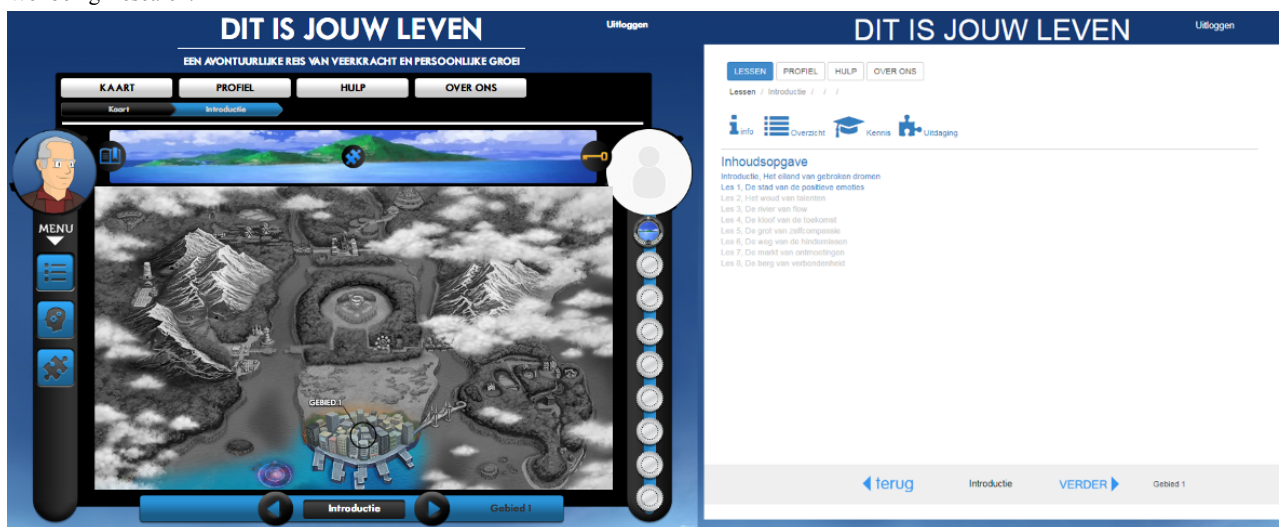 DIT IS JOUW LEVEN
Uitloggen
EEN AVONTUURLIJKE REIS VAN VEERKRACHT EN PERSOONLIJKE GROEI
KAART PROFIEL HULP OVER ONS
Kaart Introductie
MENU
GEBIED 1
Introductie
Gebied 1
DIT IS JOUW LEVEN
Uitloggen
LESSEN PROFIEL HULP OVER ONS
Lessen / Introductie / / /
info Overzicht Kennis Uitdaging
Inhoudsopgave
Introductie, Het eiland van gebroken dromen
Les 1, De stad van de positieve emoties
Les 2, Het woud van talenten
Les 3, De rivier van flow
Les 4, De kloof van de toekomst
Les 5, De grot van zelfcompassie
Les 6, De weg van de hindernissen
Les 7, De markt van ontmoetingen
Les 8, De berg van verbondenheid
terug Introductie VERDER Gebied 1